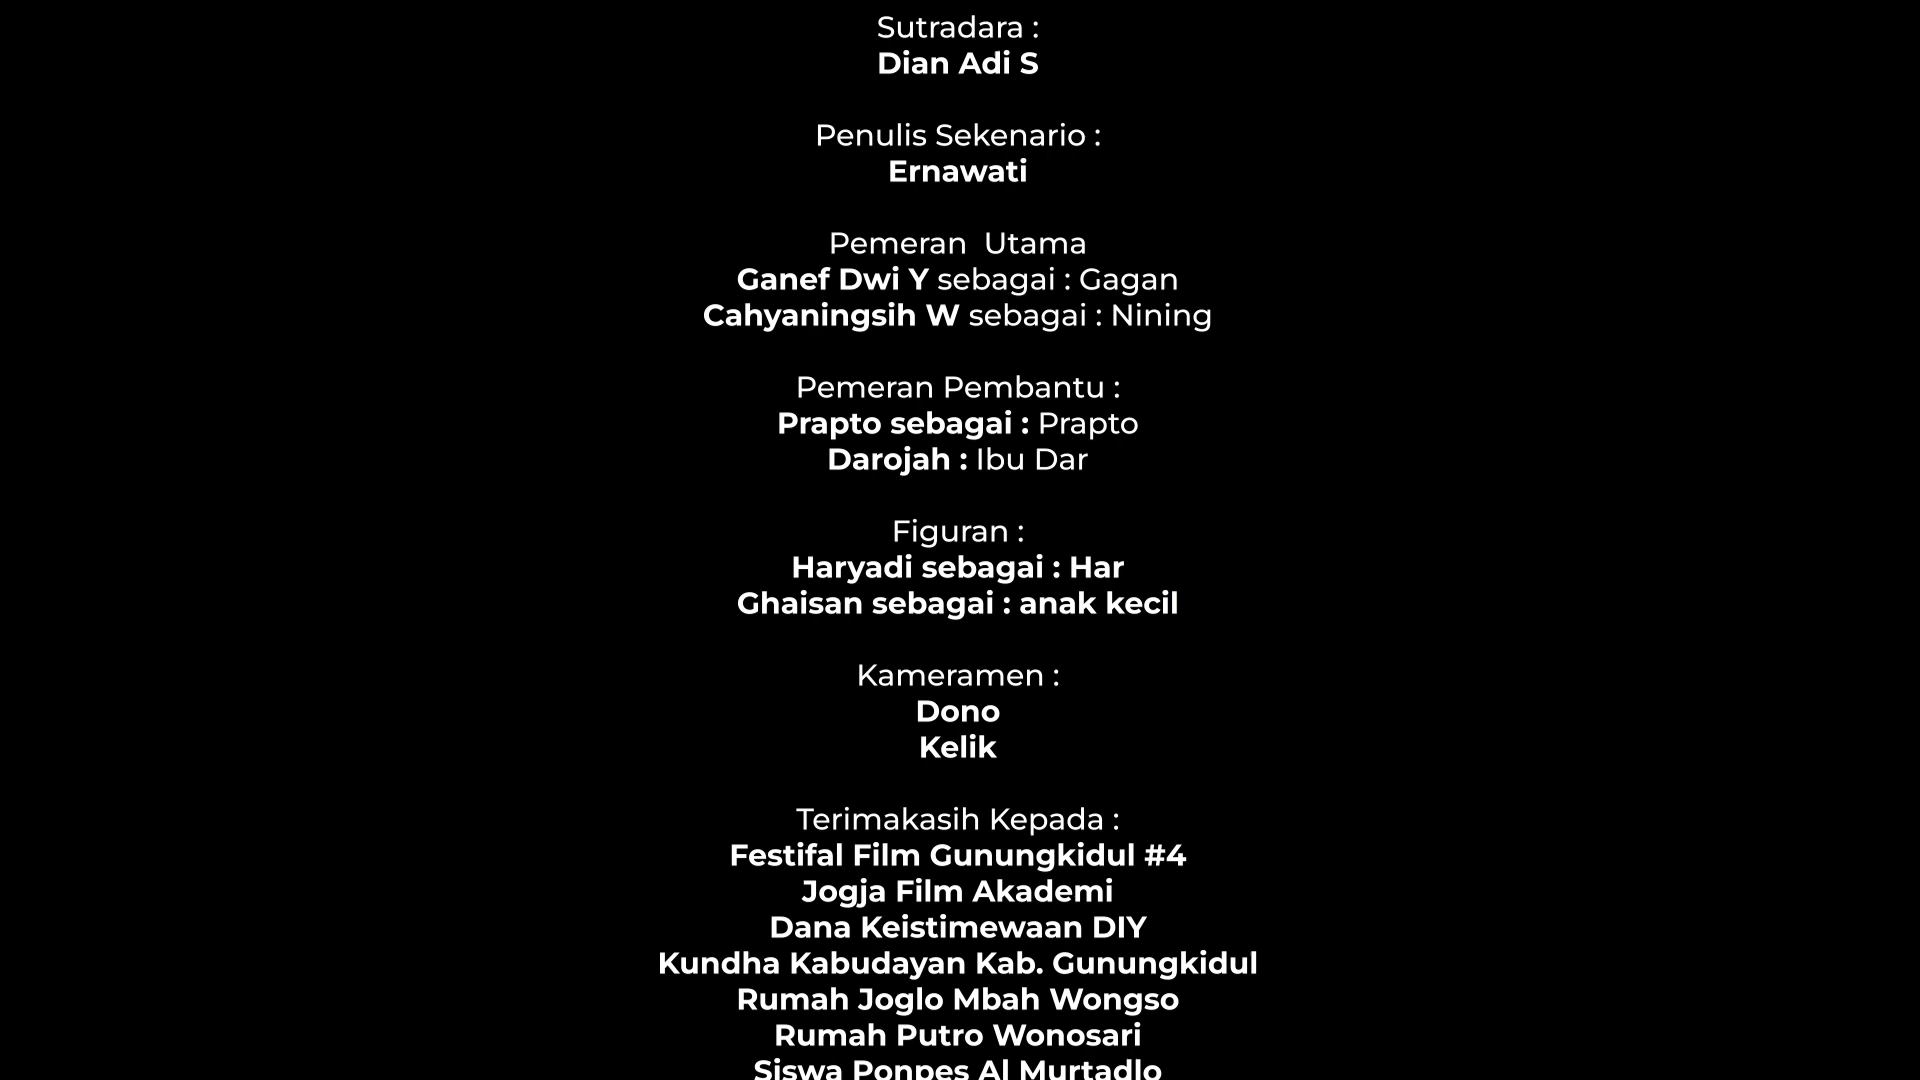 Sutradara :
Dian Adi S
Penulis Sekenario :
Ernawati
Pemeran  Utama
Ganef Dwi Y sebagai : Gagan
Cahyaningsih W sebagai : Nining
Pemeran Pembantu :
Prapto sebagai : Prapto
Darojah : Ibu Dar
Figuran :
Haryadi sebagai : Har
Ghaisan sebagai : anak kecil
Kameramen :
Dono
Kelik
Terimakasih Kepada :
Festifal Film Gunungkidul #4
Jogja Film Akademi
Dana Keistimewaan DIY
Kundha Kabudayan Kab. Gunungkidul
Rumah Joglo Mbah Wongso
Rumah Putro Wonosari
Siswa Ponpes Al Murtadlo